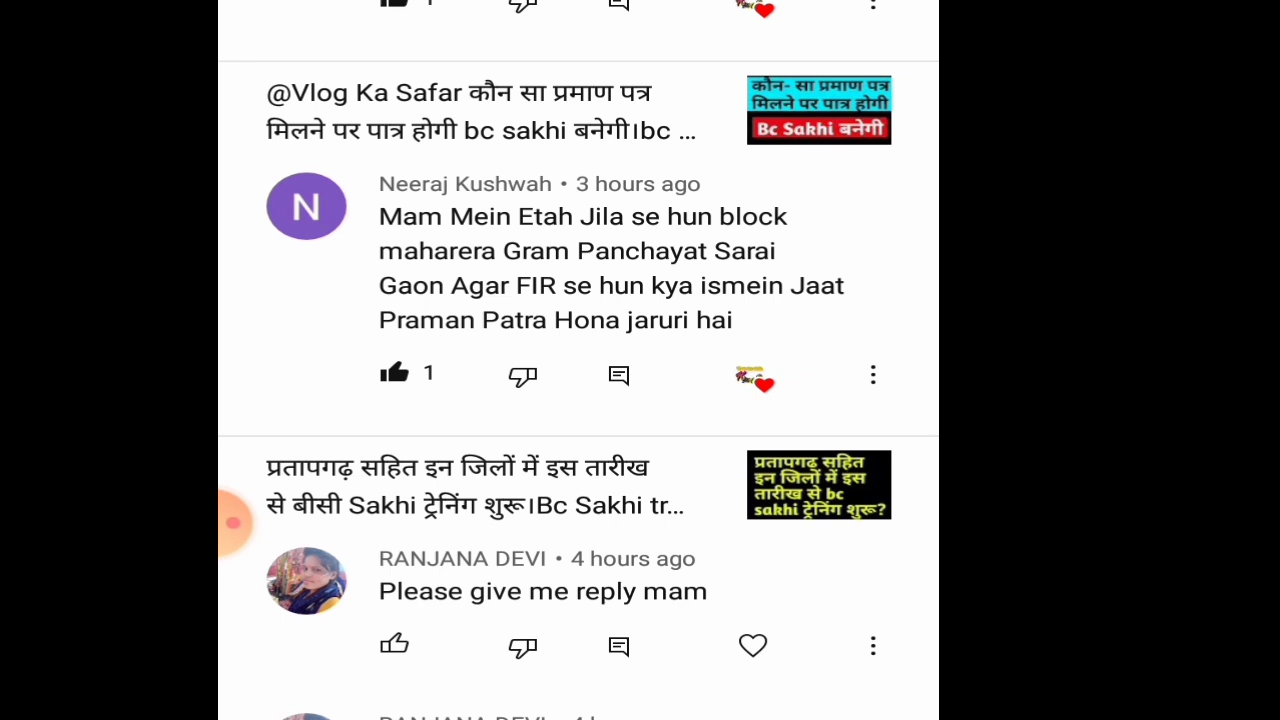 1
@Vlog Ka Safar कौन सा प्रमाण पत्र
मिलने पर पात्र होगी bc sakhi बनेगी।bc ...
कौन- सा प्रमाण पत्र
मिलने पर पात्र होगी
Bc Sakhi बनेगी
N
Neeraj Kushwah • 3 hours ago
Mam Mein Etah Jila se hun block
maharera Gram Panchayat Sarai
Gaon Agar FIR se hun kya ismein Jaat
Praman Patra Hona jaruri hai
1
प्रतापगढ़ सहित इन जिलों में इस तारीख
से बीसी Sakhi ट्रेनिंग शुरू।Bc Sakhi tr...
प्रतापगढ़ सहित
इन जिलों में इस
तारीख से bc
sakhi ट्रेनिंग शुरू?
RANJANA DEVI • 4 hours ago
Please give me reply mam